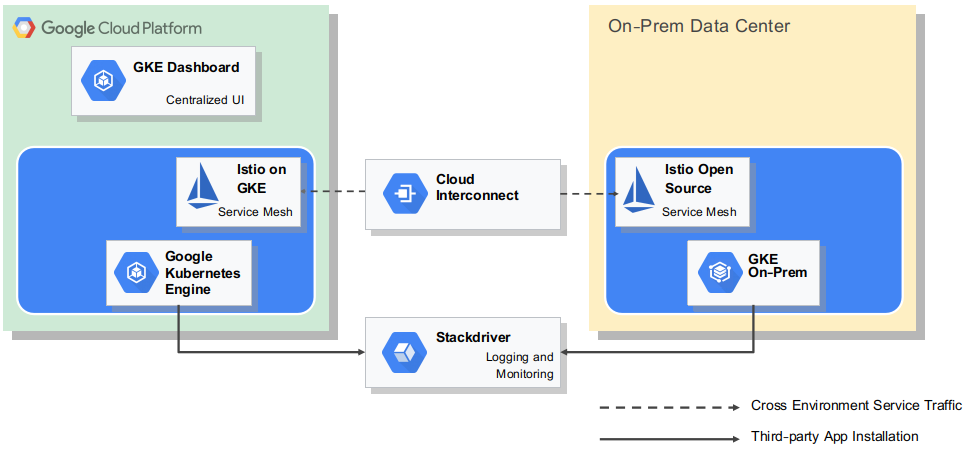 Google Cloud Platform
On-Prem Data Center
GKE Dashboard
Centralized UI
Istio on
GKE
Service Mesh
Cloud
Interconnect
Istio Open
Source
Service Mesh
Google
Kubernetes
Engine
GKE
On-Prem
Stackdriver
Logging and
Monitoring
Cross Environment Service Traffic
Third-party App Installation